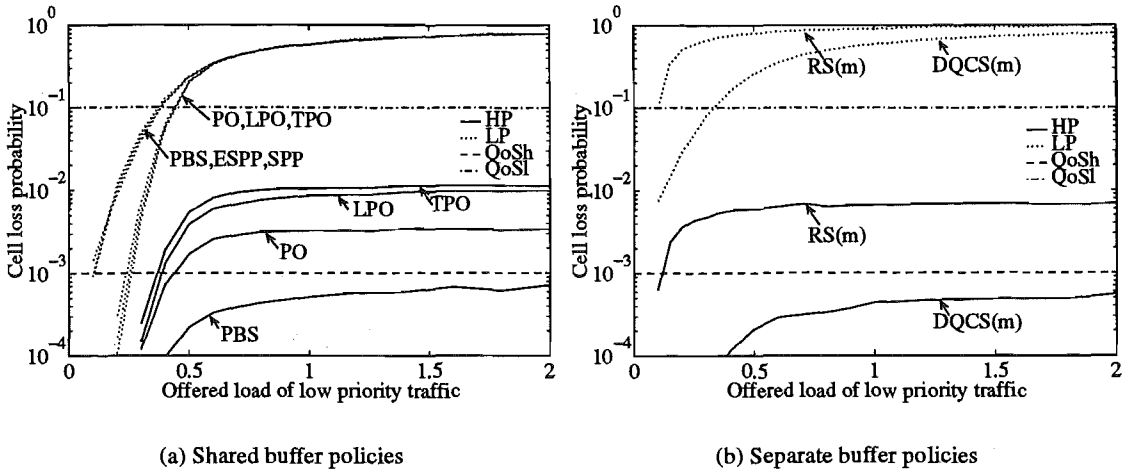 Cell loss probability
10^0
10^-1
10^-2
10^-3
10^-4
PO,LPO,TPO
PBS,ESPP,SPP
HP
LP
QoSh
QoSl
LPO
TPO
PO
PBS
0
0.5
1
1.5
2
Offered load of low priority traffic
(a) Shared buffer policies
Cell loss probability
10^0
10^-1
10^-2
10^-3
10^-4
RS(m)
DQCS(m)
HP
LP
QoSh
QoSl
RS(m)
DQCS(m)
0
0.5
1
1.5
2
Offered load of low priority traffic
(b) Separate buffer policies